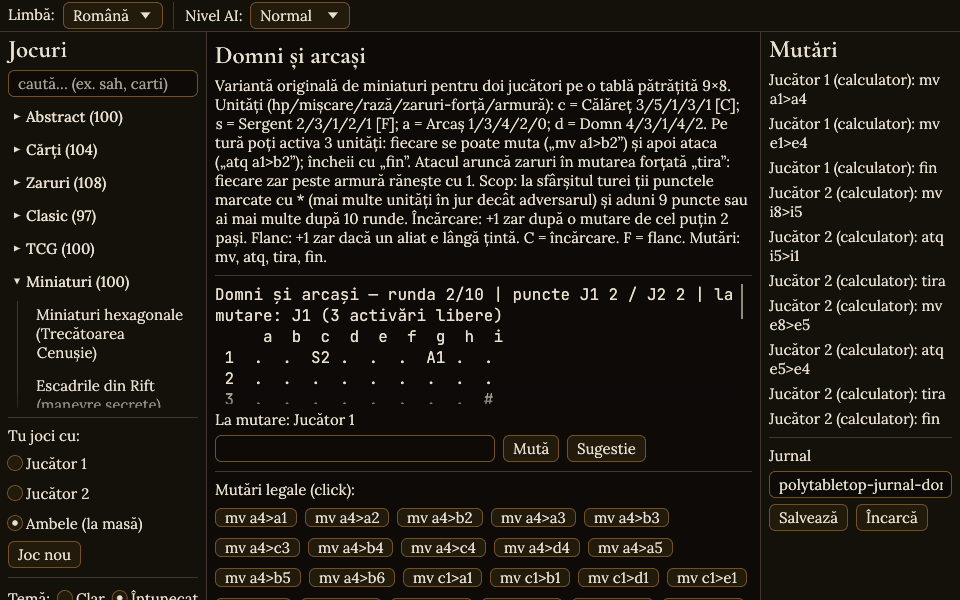 Limbă: Română ▼ Nivel AI: Normal ▼
Jocuri
caută... (ex. sah, carti)
▸ Abstract (100)
▸ Cărți (104)
▸ Zaruri (108)
▸ Clasic (97)
▸ TCG (100)
▾ Miniaturi (100)
Miniaturi hexagonale
(Trecătoarea
Cenușie)
Escadrile din Rift
(manevre secrete)
Tu joci cu:
Jucător 1
Jucător 2
Ambele (la masă)
Joc nou
Temă: Clar Întunecat
Domni și arcași
Variantă originală de miniaturi pentru doi jucători pe o tablă pătrățită 9×8.
Unități (hp/mișcare/rază/zaruri-forță/armură): c = Călăreț 3/5/1/3/1 [C];
s = Sergent 2/3/1/2/1 [F]; a = Arcaș 1/3/4/2/0; d = Domn 4/3/1/4/2. Pe
tură poți activa 3 unități: fiecare se poate muta („mv a1>b2”) și apoi ataca
(„atq a1>b2”); închei cu „fin”. Atacul aruncă zaruri în mutarea forțată „tira”:
fiecare zar peste armură rănește cu 1. Scop: la sfârșitul turei ții punctele
marcate cu * (mai multe unități în jur decât adversarul) și aduni 9 puncte sau
ai mai multe după 10 runde. Încărcare: +1 zar după o mutare de cel puțin 2
pași. Flanc: +1 zar dacă un aliat e lângă țintă. C = încărcare. F = flanc. Mutări:
mv, atq, tira, fin.
Domni și arcași — runda 2/10 | puncte J1 2 / J2 2 | la
mutare: J1 (3 activări libere)
a b c d e f g h i
1 . . S2 . . . A1 . .
2 . . . . . . . . .
3 . . . . . . . . #
La mutare: Jucător 1
Mută Sugestie
Mutări legale (click):
mv a4>a1 mv a4>a2 mv a4>b2 mv a4>a3 mv a4>b3
mv a4>c3 mv a4>b4 mv a4>c4 mv a4>d4 mv a4>a5
mv a4>b5 mv a4>b6 mv c1>a1 mv c1>b1 mv c1>d1 mv c1>e1
Mutări
Jucător 1 (calculator): mv
a1>a4
Jucător 1 (calculator): mv
e1>e4
Jucător 1 (calculator): fin
Jucător 2 (calculator): mv
i8>i5
Jucător 2 (calculator): atq
i5>i1
Jucător 2 (calculator): tira
Jucător 2 (calculator): mv
e8>e5
Jucător 2 (calculator): atq
e5>e4
Jucător 2 (calculator): tira
Jucător 2 (calculator): fin
Jurnal
polytabletop-jurnal-dor
Salvează Încarcă